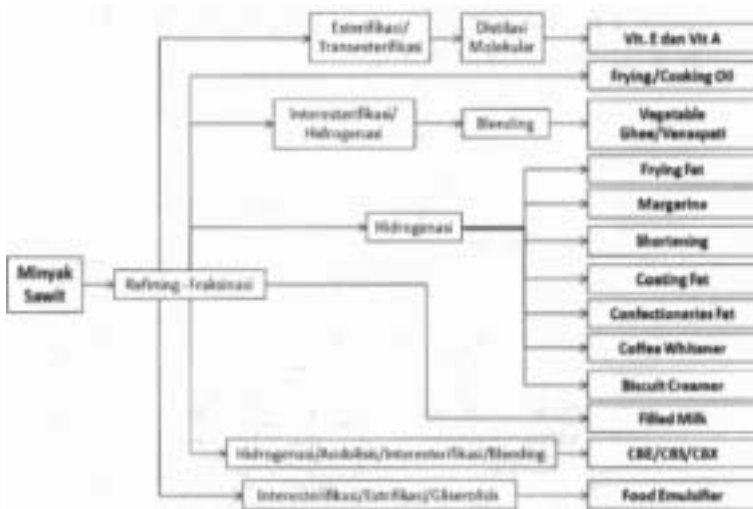 Esterifikasi/
Transesterifikasi
Distilasi
Molekular
Vit. E dan Vit A
Frying/Cooking Oil
Interesterifikasi/
Hidrogenasi
Blending
Vegetable
Ghee/Vanaspati
Frying Fat
Margarine
Hidrogenasi
Shortening
Minyak
Sawit
Refining - Fraksinasi
Coating Fat
Confectioneries Fat
Coffee Whitener
Biscuit Creamer
Filled Milk
Hidrogenasi/Asidolisis/Interesterifikasi/Blending
CBE/CBS/CBX
Interesterifikasi/Estrifikasi/Gliserolisis
Food Emulsifier